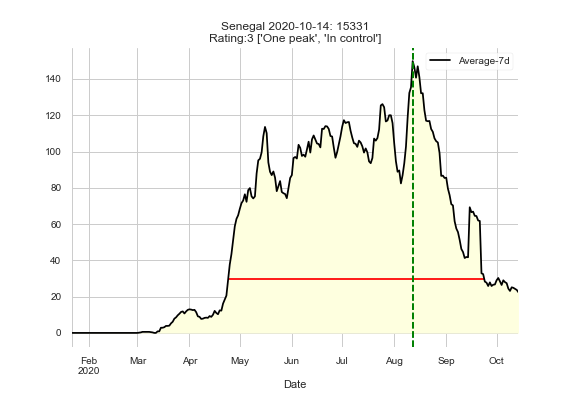 Senegal 2020-10-14: 15331
Rating:3 ['One peak', 'In control']
Average-7d
140
120
100
80
60
40
20
0
Feb Mar Apr May Jun Jul Aug Sep Oct
2020
Date